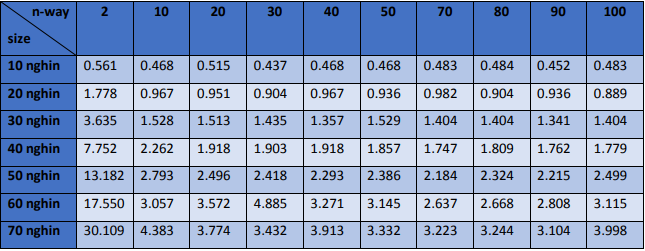 n-way 2 10 20 30 40 50 70 84 90 100
size
10 nghin 0.561 0.468 0.515 0.437 0.468 0.468 0.483 0.484 0.452 0.483
20 nghin 1.778 0.967 0.951 0.904 0.967 0.936 0.982 0.904 0.936 0.889
30 nghin 3.635 1.528 1.513 1.435 1.357 1.529 1.404 1.404 1.341 1.404
40 nghin 7.752 2.262 1.918 1.903 1.918 1.857 1.747 1.809 1.762 1.779
50 nghin 13.182 2.793 2.496 2.418 2.293 2.386 2.184 2.324 2.215 2.499
60 nghin 17.550 3.057 3.572 4.885 3.271 3.145 2.637 2.668 2.808 3.115
70 nghin 30.109 4.383 3.774 3.432 3.913 3.332 3.223 3.244 3.104 3.998